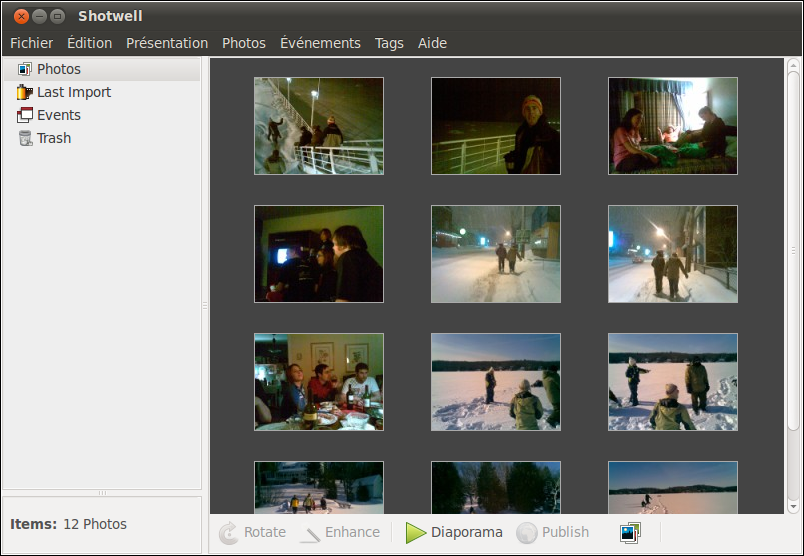 Shotwell
Fichier Édition Présentation Photos Événements Tags Aide
Photos
Last Import
Events
Trash
Items: 12 Photos
Rotate Enhance Diaporama Publish